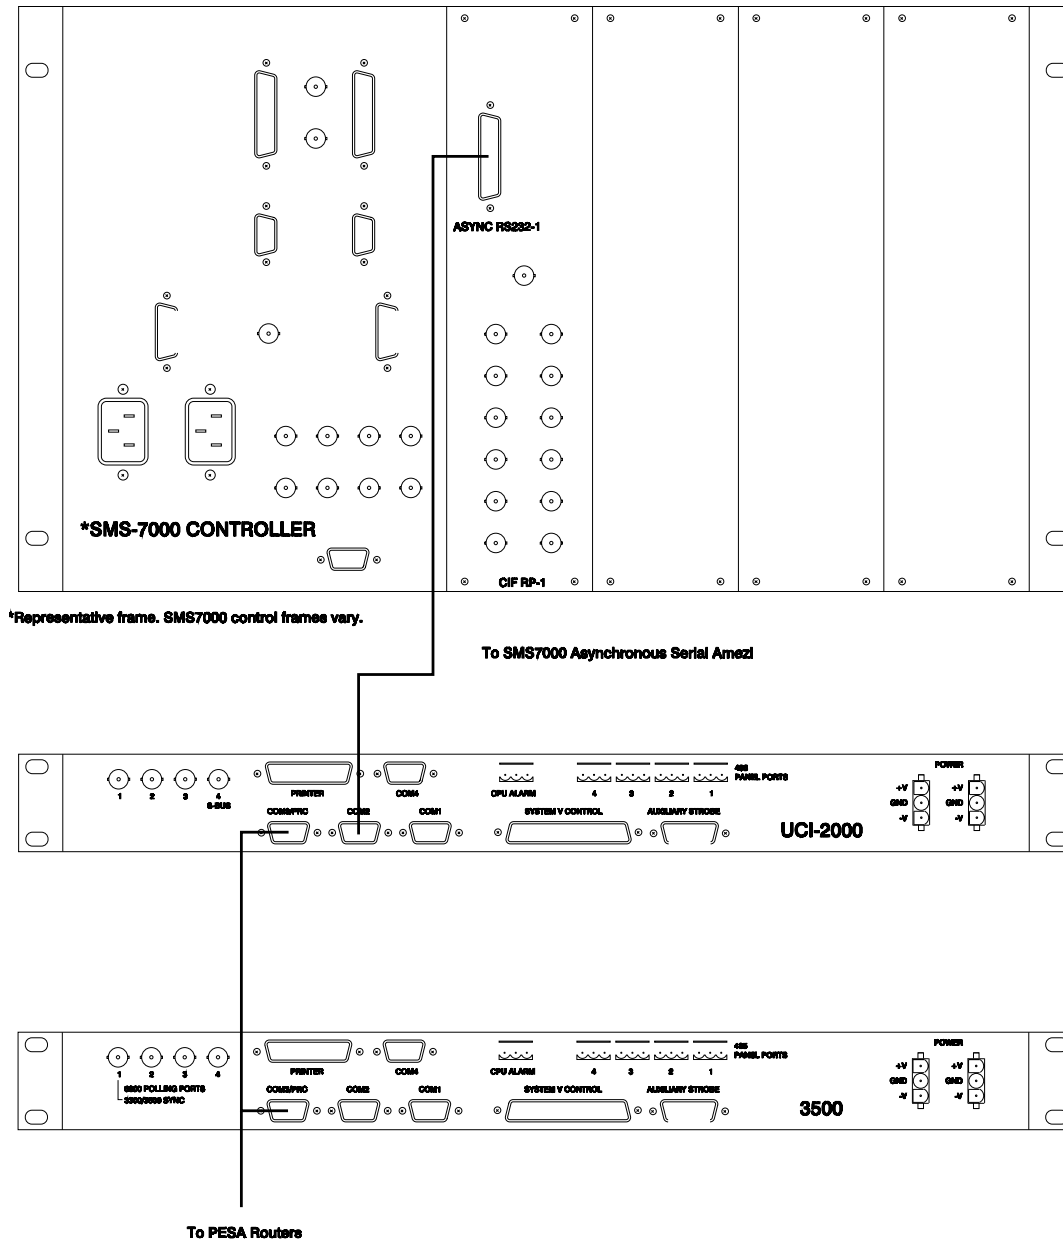 ASYNC RS232-1
*SMS-7000 CONTROLLER
CIF RP-1
*Representative frame. SMS7000 control frames vary.
To SMS7000 Asynchronous Serial Amezi
POWER
PRINTER
COM4
CPU ALARM
4 3 2 1
PANEL PORTS
1 2 3 4
S-BUS
COM3/PRC
COM2
COM1
SYSTEM V CONTROL
AUXILIARY STROBE
UCI-2000
+V
GND
-V
+V
GND
-V
POWER
PRINTER
COM4
CPU ALARM
4 3 2 1
PANEL PORTS
1 2 3 4
POLLING PORTS
SYNC
COM3/PRC
COM2
COM1
SYSTEM V CONTROL
AUXILIARY STROBE
3500
+V
GND
-V
+V
GND
-V
To PESA Routers